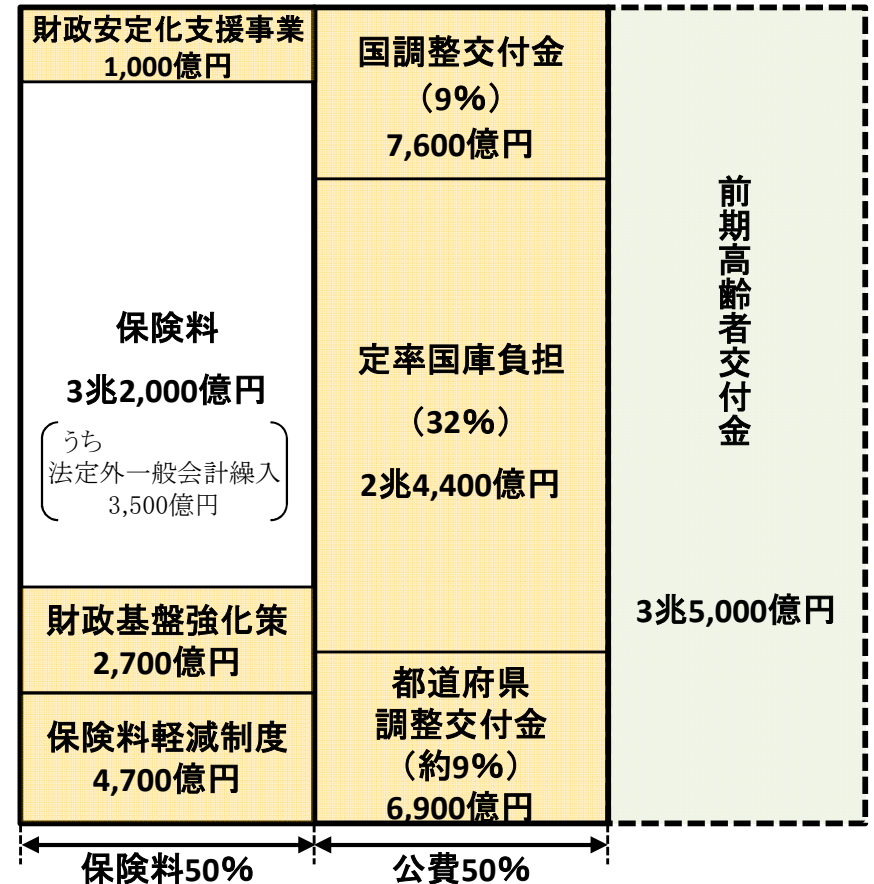 財政安定化支援事業
1,000億円
保険料
3兆2,000億円
うち
法定外一般会計繰入
3,500億円
財政基盤強化策
2,700億円
保険料軽減制度
4,700億円
保険料50%
国調整交付金
（9%）
7,600億円
定率国庫負担
（32%）
2兆4,400億円
都道府県
調整交付金
（約9%）
6,900億円
公費50%
前期高齢者交付金
3兆5,000億円